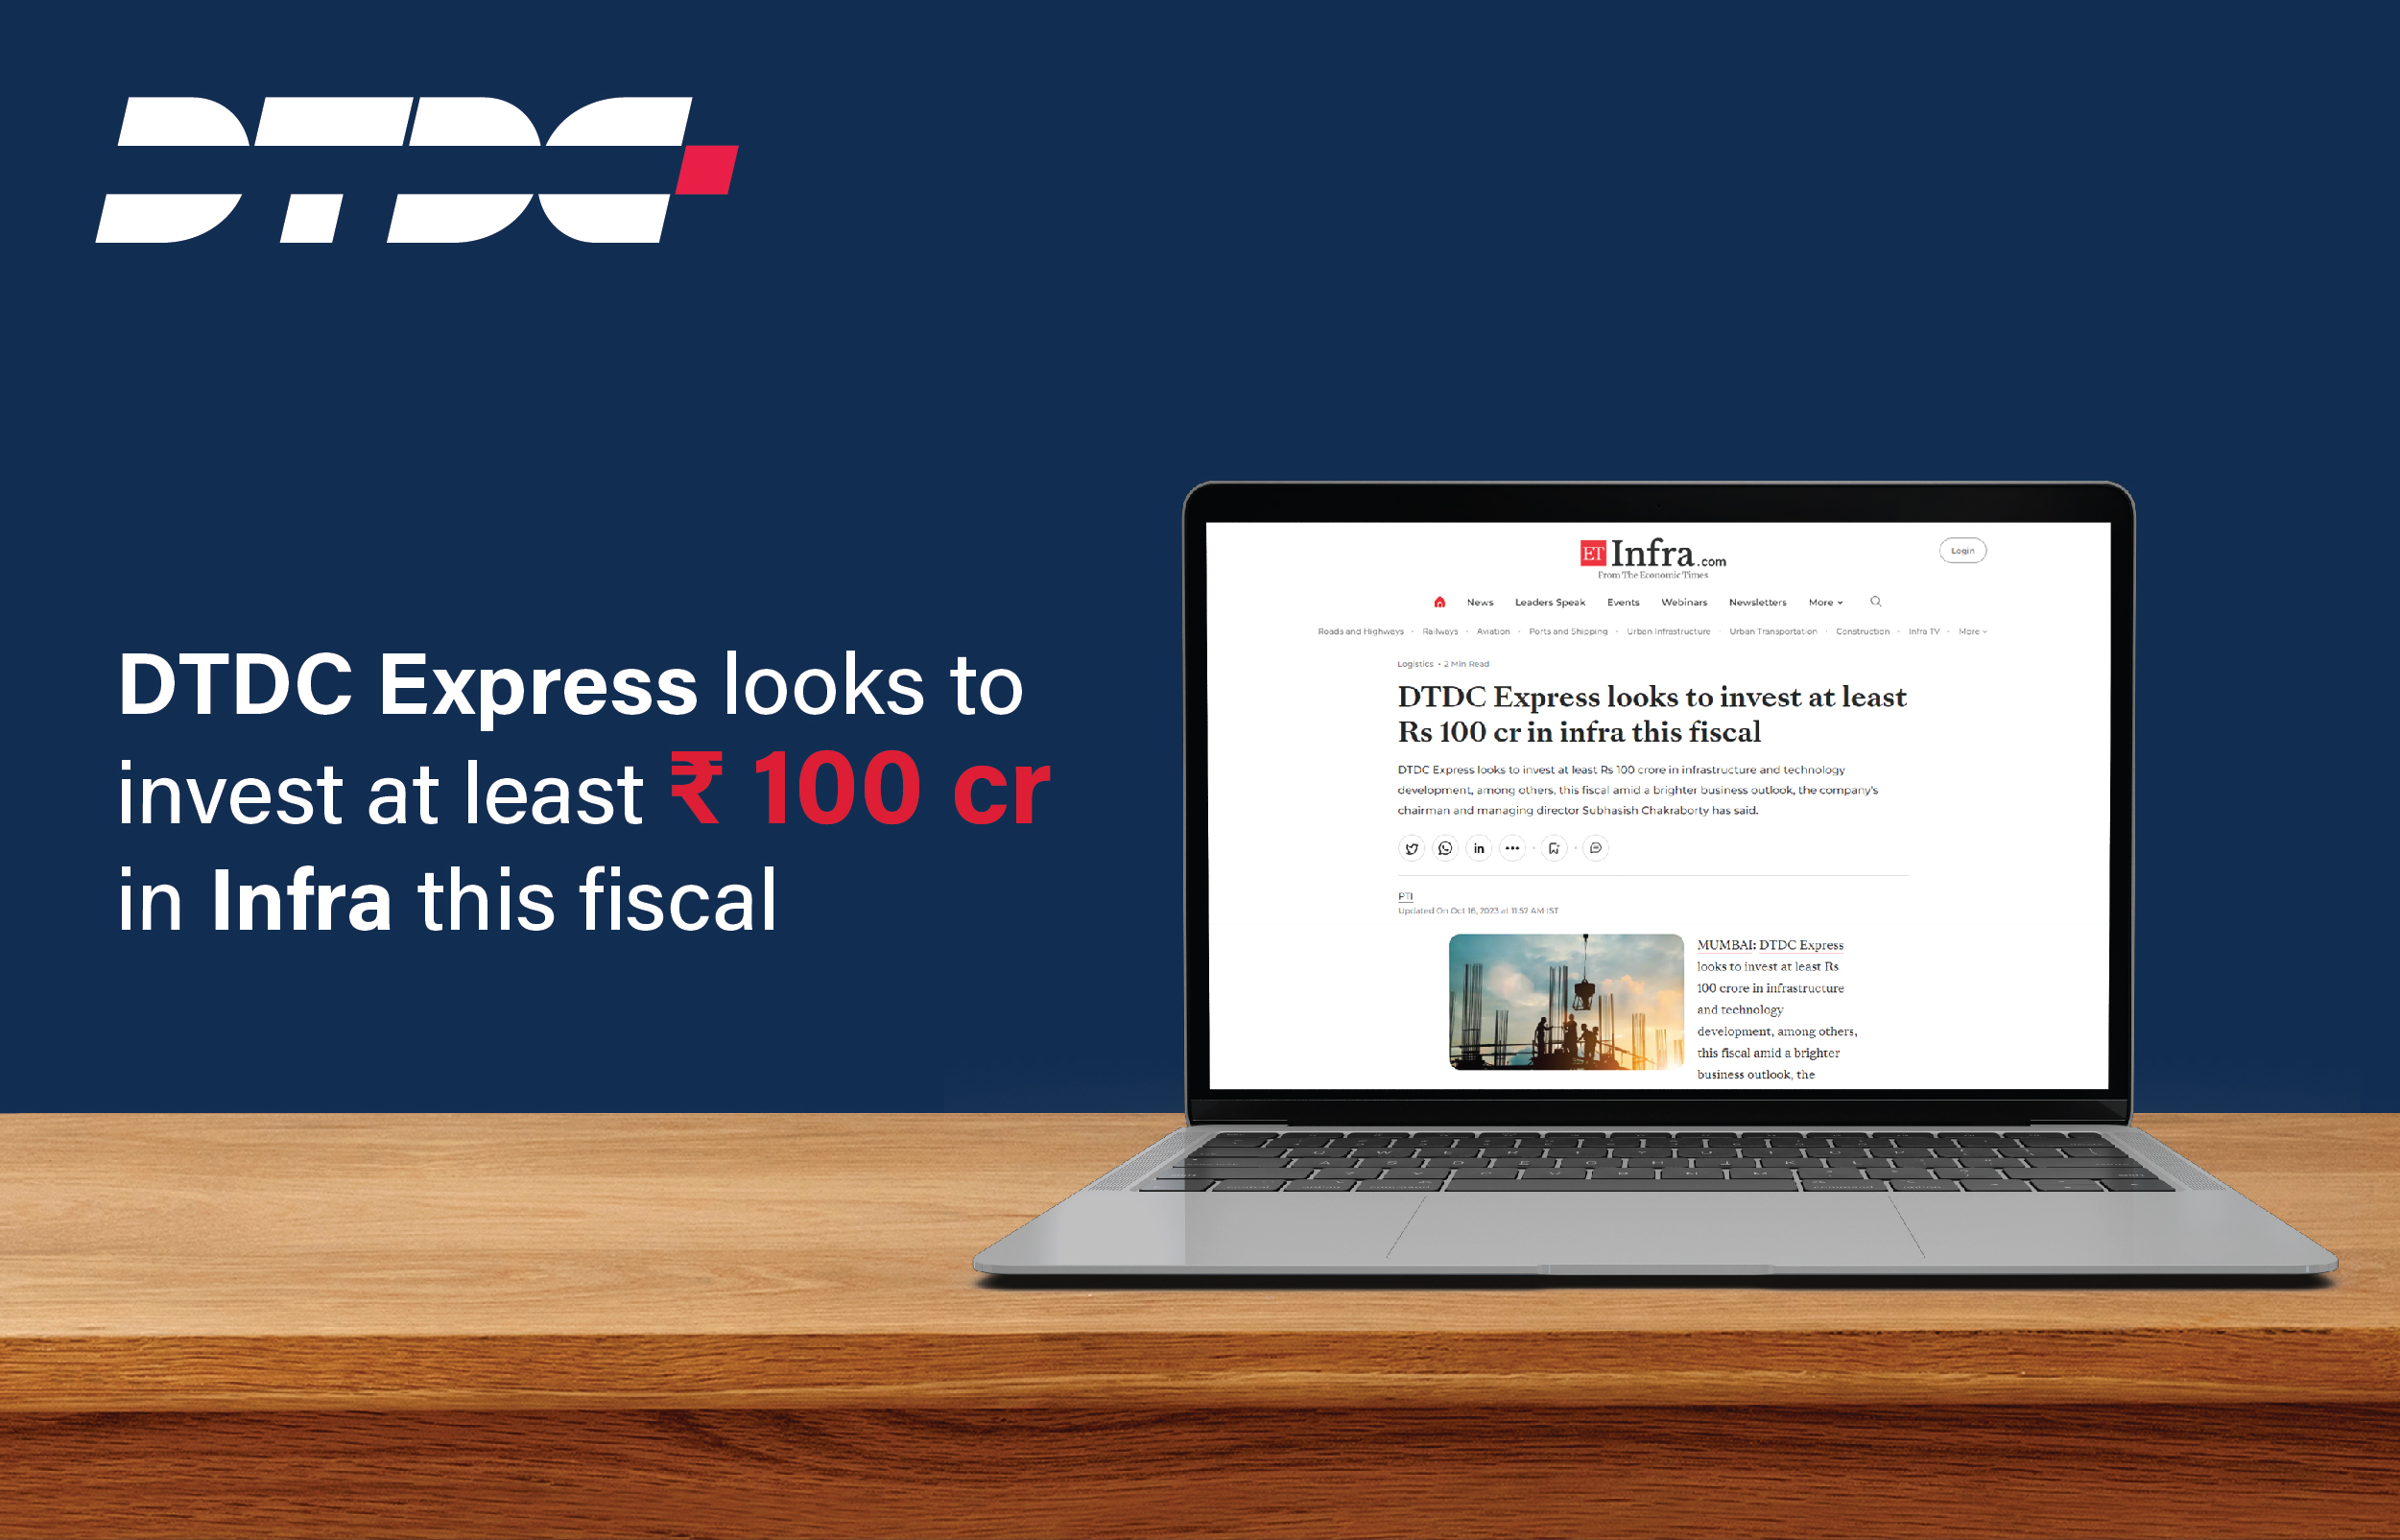 DTDC
DTDC Express looks to
invest at least ₹ 100 cr
in Infra this fiscal
ET Infra.com
From The Economic Times
Login
News Leaders Speak Events Webinars Newsletters More
Roads and Highways • Railways • Aviation • Ports and Shipping • Urban Infrastructure • Urban Transportation • Construction • Infra TV • More
Logistics • 2 Min Read
DTDC Express looks to invest at least
Rs 100 cr in infra this fiscal
DTDC Express looks to invest at least Rs 100 crore in infrastructure and technology
development, among others, this fiscal amid a brighter business outlook, the company's
chairman and managing director Subhasish Chakraborty has said.
in
PTI
Updated On Oct 16, 2023 at 11:57 AM IST
MUMBAI: DTDC Express
looks to invest at least Rs
100 crore in infrastructure
and technology
development, among others,
this fiscal amid a brighter
business outlook, the